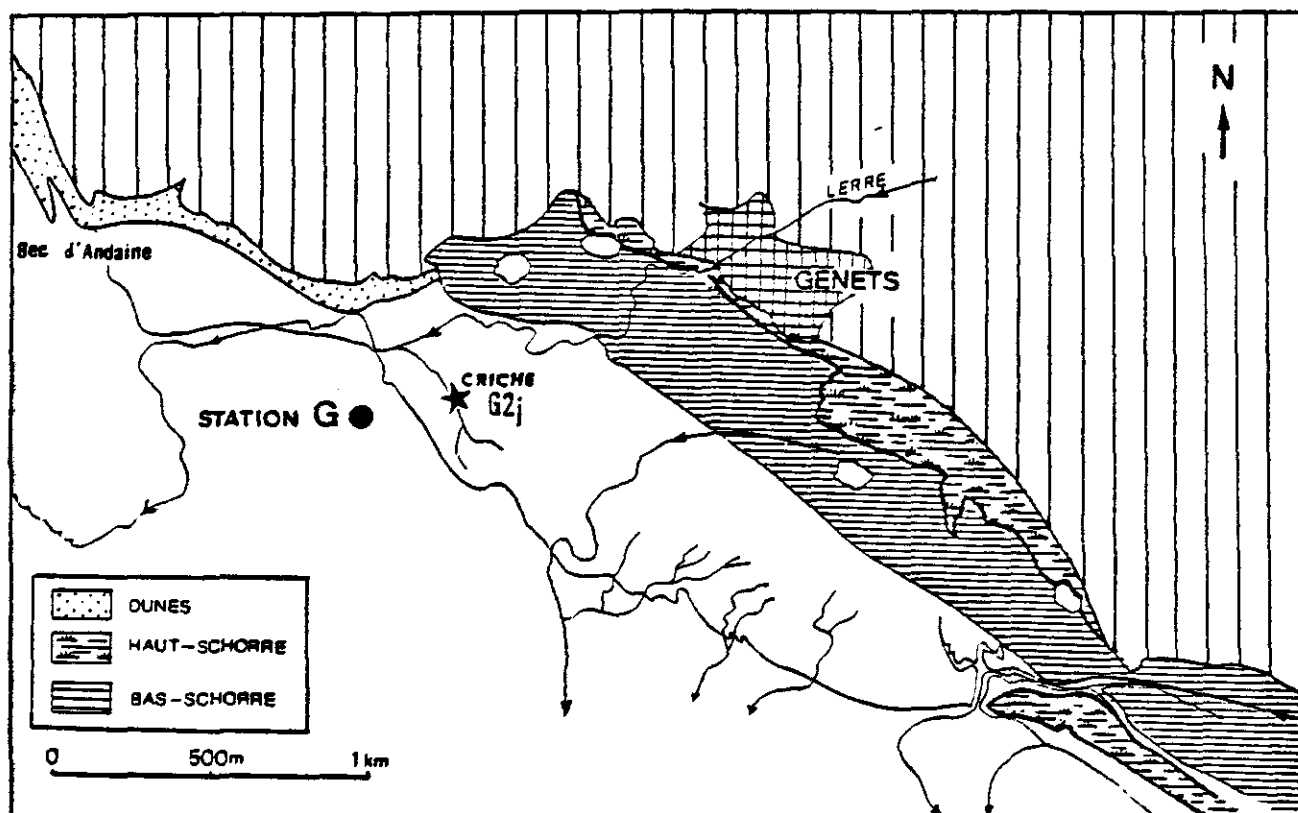 N
LERRE
Bec d'Andaine
GENETS
CRICHE
G2j
STATION G
DUNES
HAUT-SCHORRE
BAS-SCHORRE
0 500m 1 km